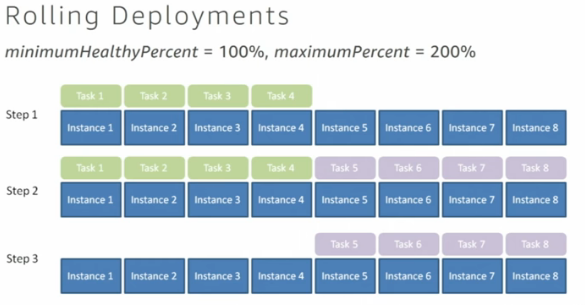 Rolling Deployments
minimumHealthyPercent = 100%, maximumPercent = 200%
Task 1 Task 2 Task 3 Task 4
Step 1
Instance 1 Instance 2 Instance 3 Instance 4 Instance 5 Instance 6 Instance 7 Instance 8
Task 1 Task 2 Task 3 Task 4 Task 5 Task 6 Task 7 Task 8
Step 2
Instance 1 Instance 2 Instance 3 Instance 4 Instance 5 Instance 6 Instance 7 Instance 8
Task 5 Task 6 Task 7 Task 8
Step 3
Instance 1 Instance 2 Instance 3 Instance 4 Instance 5 Instance 6 Instance 7 Instance 8